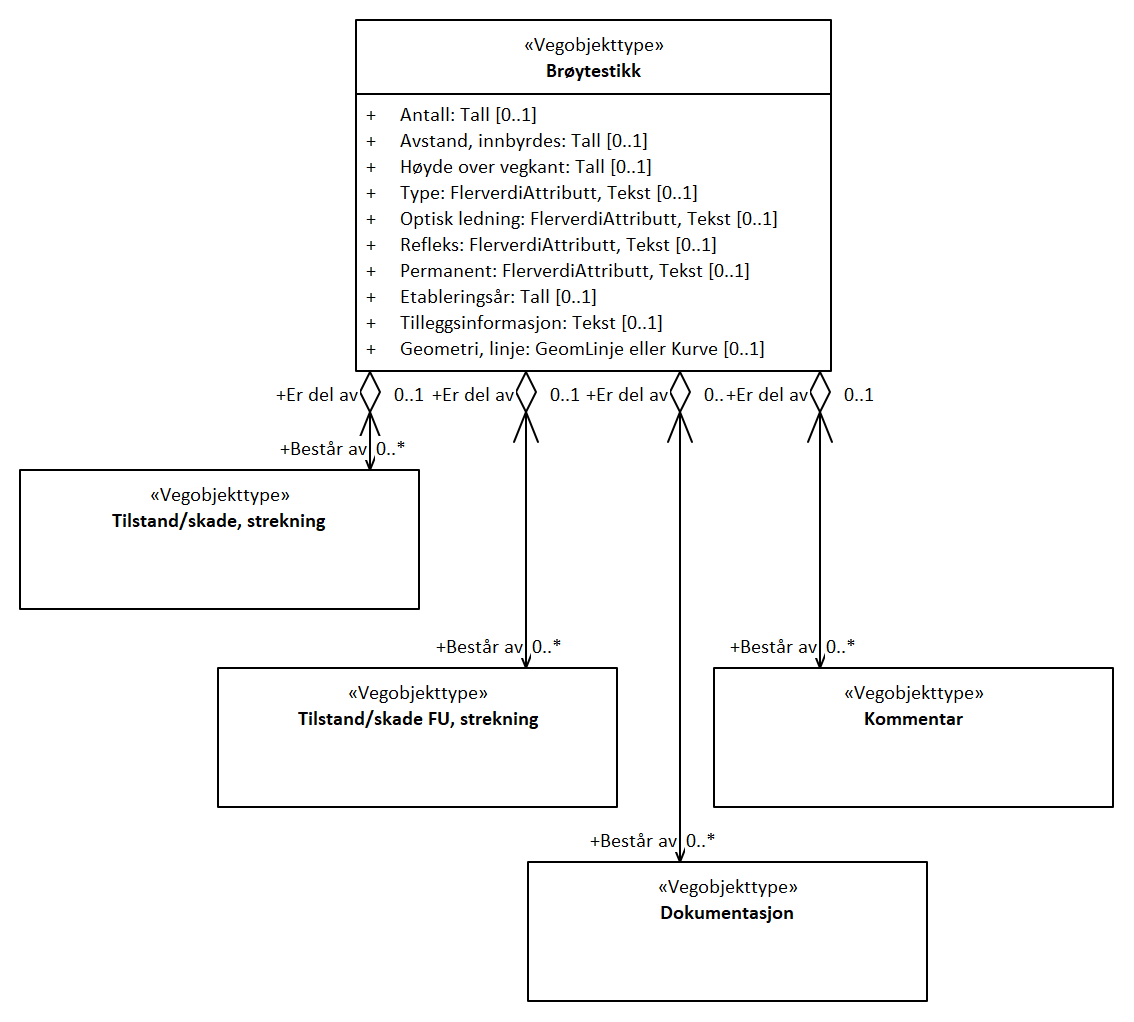 «Vegobjekttype»
Brøytestikk
+ Antall: Tall [0..1]
+ Avstand, innbyrdes: Tall [0..1]
+ Høyde over vegkant: Tall [0..1]
+ Type: FlerverdiAttributt, Tekst [0..1]
+ Optisk ledning: FlerverdiAttributt, Tekst [0..1]
+ Refleks: FlerverdiAttributt, Tekst [0..1]
+ Permanent: FlerverdiAttributt, Tekst [0..1]
+ Etableringsår: Tall [0..1]
+ Tilleggsinformasjon: Tekst [0..1]
+ Geometri, linje: GeomLinje eller Kurve [0..1]
+Er del av 0..1 +Er del av 0..1 +Er del av 0.. +Er del av 0..1
+Består av 0..*
«Vegobjekttype»
Tilstand/skade, strekning
+Består av 0..* +Består av 0..*
«Vegobjekttype»
Tilstand/skade FU, strekning
«Vegobjekttype»
Kommentar
+Består av 0..*
«Vegobjekttype»
Dokumentasjon